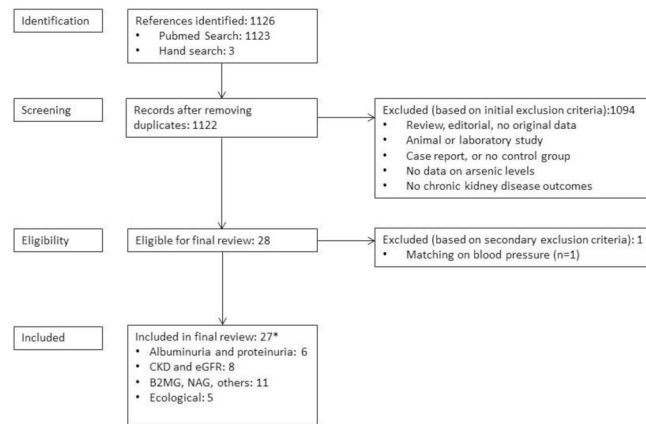 Identification
References identified: 1126
• Pubmed Search: 1123
• Hand search: 3
Screening
Records after removing
duplicates: 1122
Excluded (based on initial exclusion criteria):1094
• Review, editorial, no original data
• Animal or laboratory study
• Case report, or no control group
• No data on arsenic levels
• No chronic kidney disease outcomes
Eligibility
Eligible for final review: 28
Excluded (based on secondary exclusion criteria): 1
• Matching on blood pressure (n=1)
Included
Included in final review: 27*
• Albuminuria and proteinuria: 6
• CKD and eGFR: 8
• B2MG, NAG, others: 11
• Ecological: 5